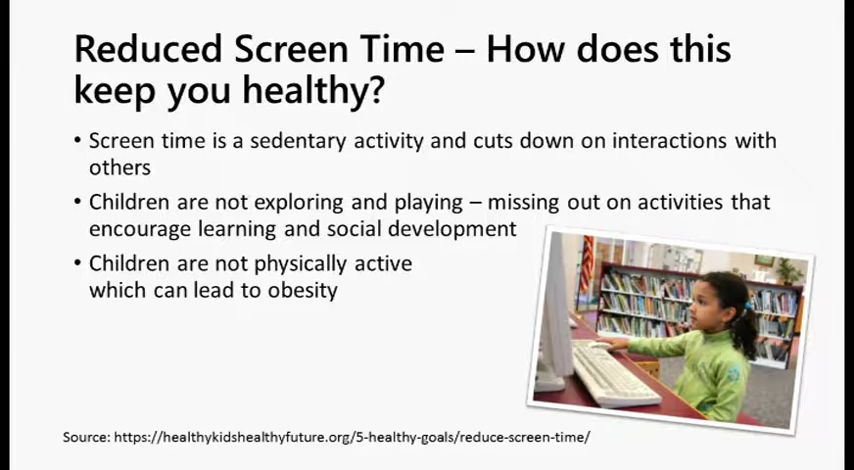 Reduced Screen Time – How does this
keep you healthy?
• Screen time is a sedentary activity and cuts down on interactions with
others
• Children are not exploring and playing – missing out on activities that
encourage learning and social development
• Children are not physically active
which can lead to obesity
Source: https://healthykidshealthyfuture.org/5-healthy-goals/reduce-screen-time/